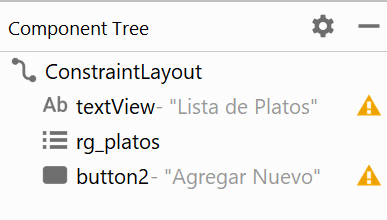 Component Tree
ConstraintLayout
Ab textView- "Lista de Platos"
rg_platos
button2- "Agregar Nuevo"